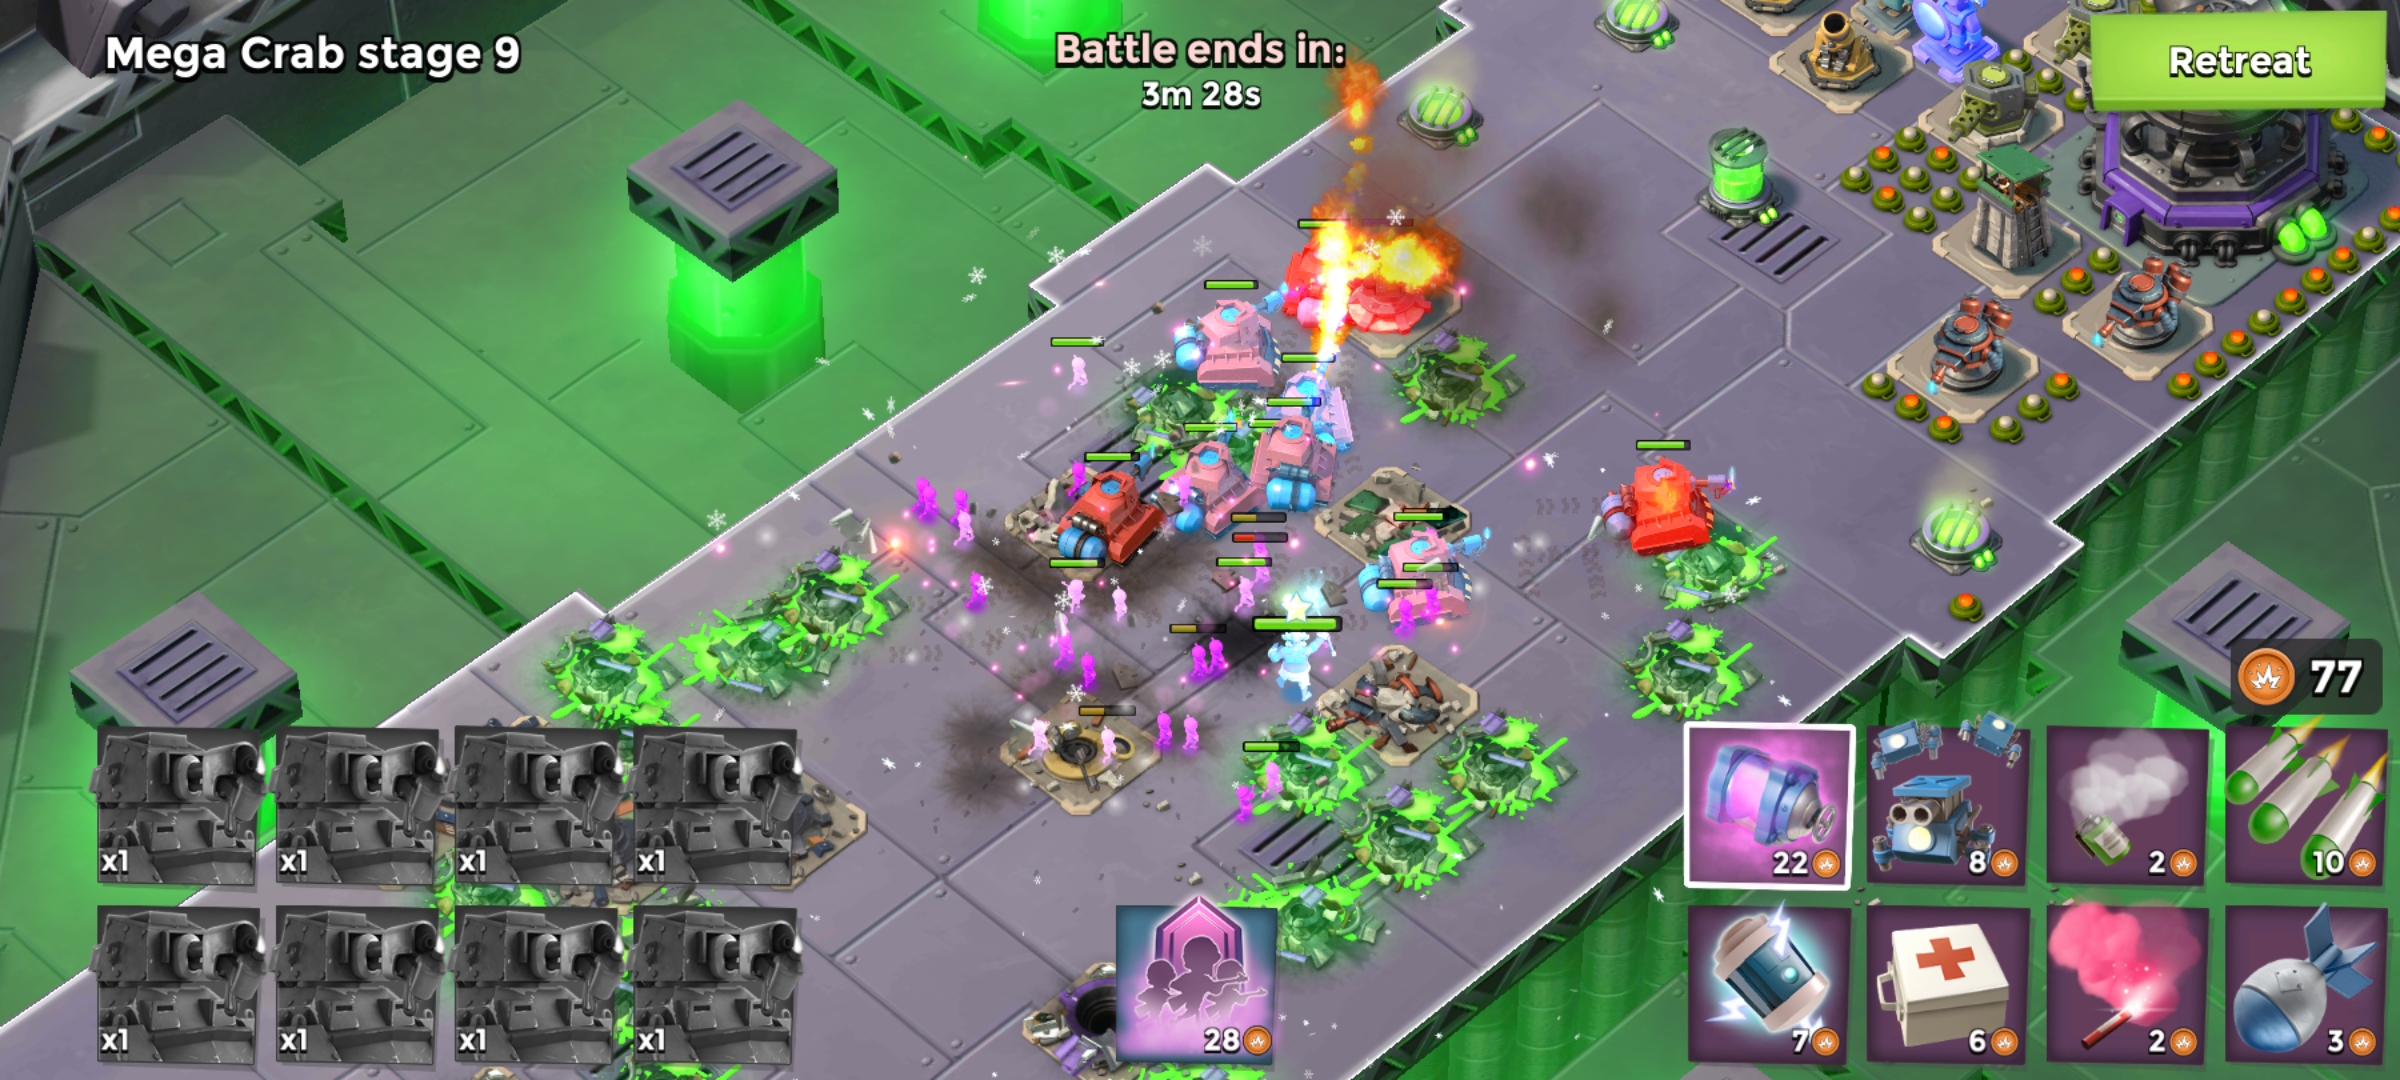 Mega Crab stage 9
Battle ends in:
3m 28s
Retreat
77
22
8
2
10
x1
x1
x1
x1
x1
x1
x1
x1
28
7
6
2
3